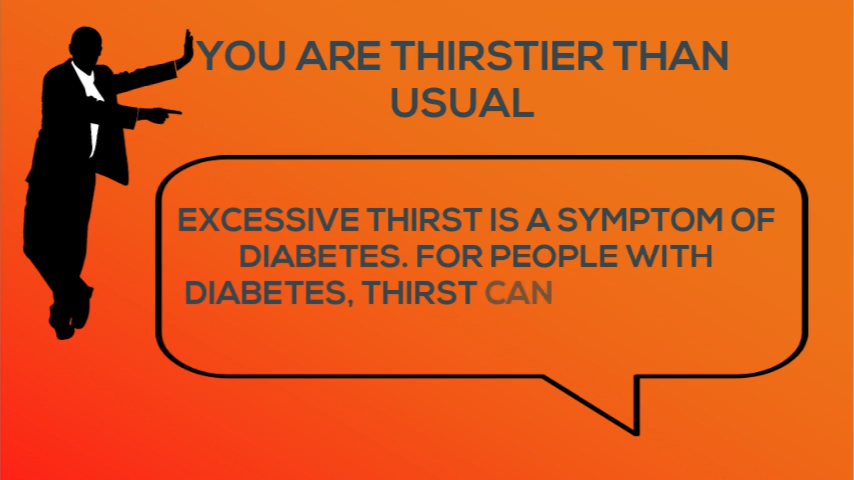 YOU ARE THIRSTIER THAN
USUAL
EXCESSIVE THIRST IS A SYMPTOM OF
DIABETES. FOR PEOPLE WITH
DIABETES, THIRST CAN